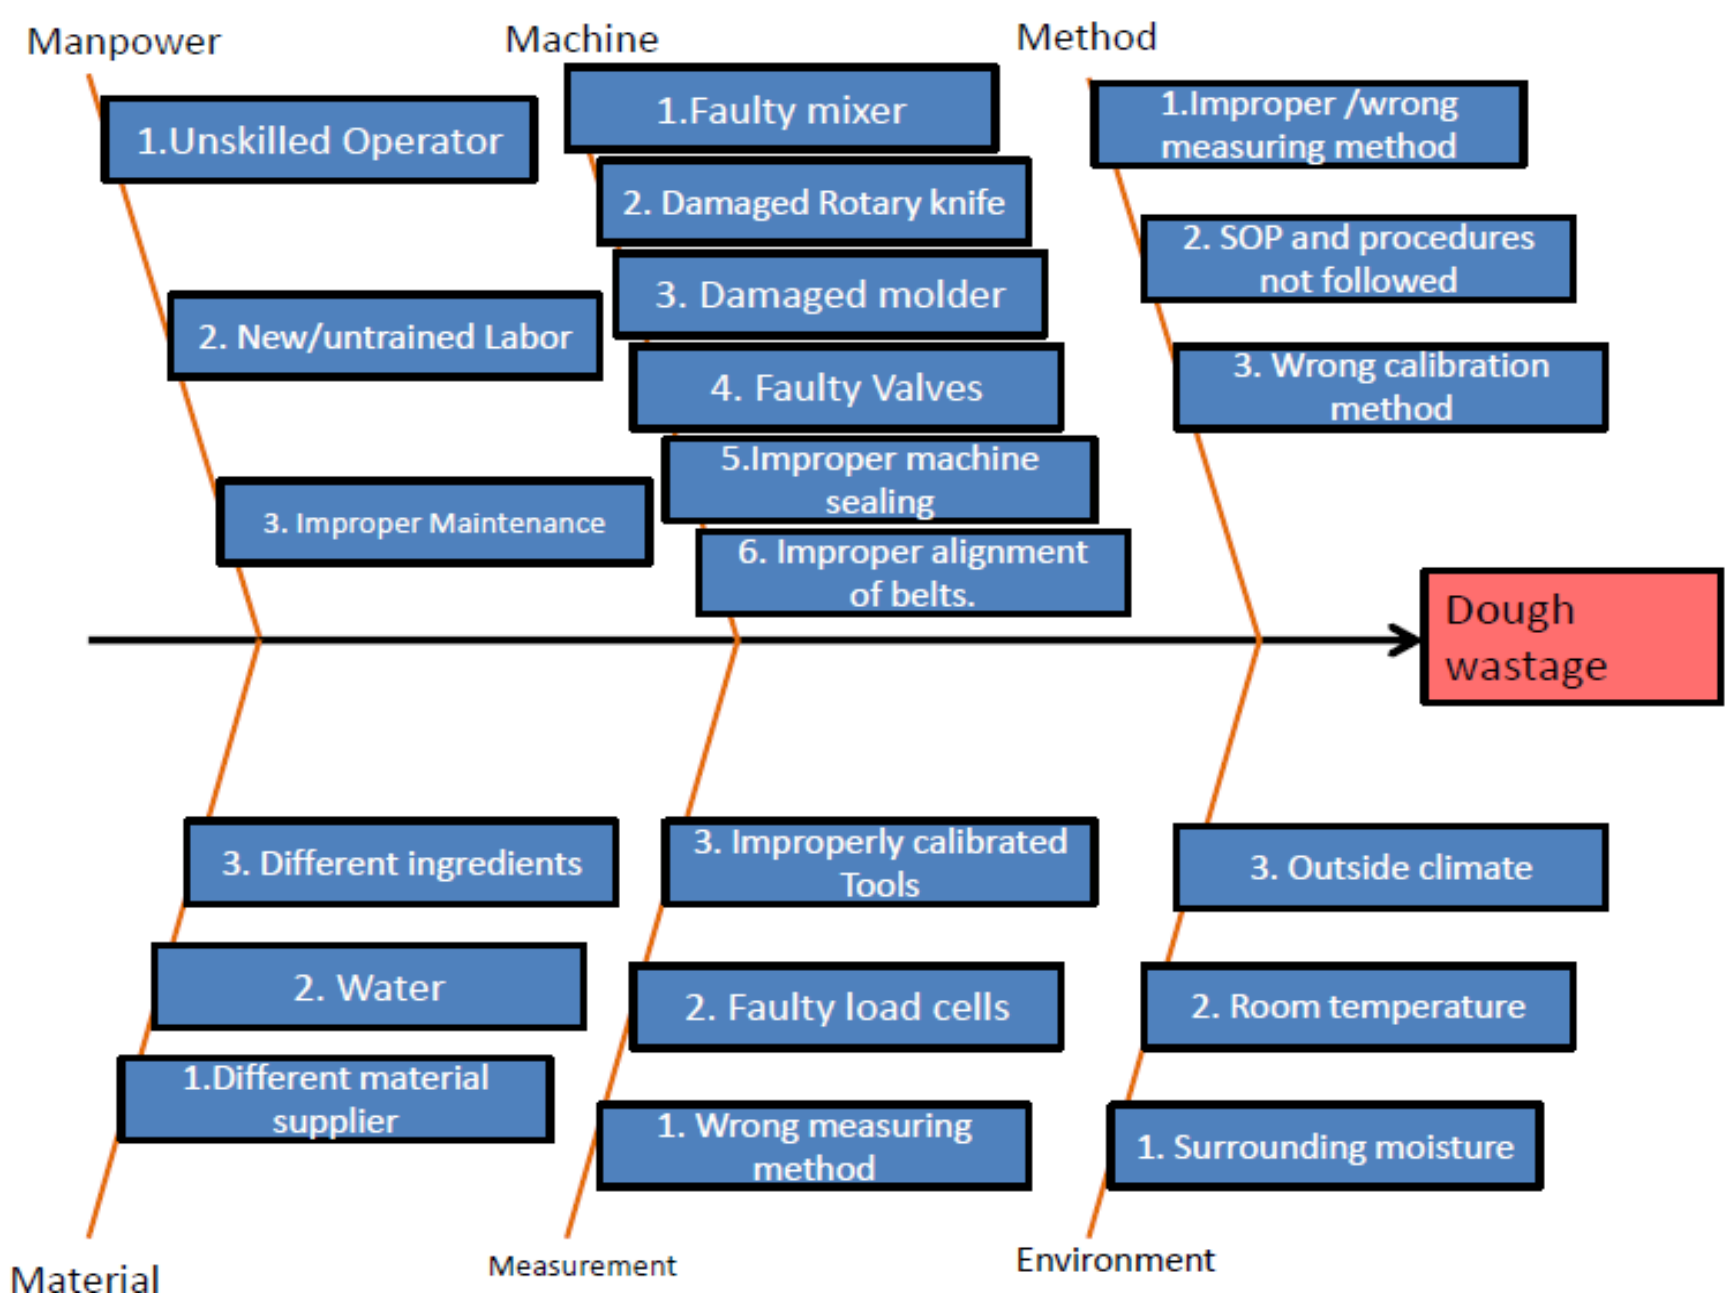 Manpower
1.Unskilled Operator
2. New/untrained Labor
3. Improper Maintenance
Machine
1.Faulty mixer
2. Damaged Rotary knife
3. Damaged molder
4. Faulty Valves
5.Improper machine
sealing
6. Improper alignment
of belts.
Method
1.Improper /wrong
measuring method
2. SOP and procedures
not followed
3. Wrong calibration
method
Dough
wastage
3. Different ingredients
2. Water
1.Different material
supplier
Material
3. Improperly calibrated
Tools
2. Faulty load cells
1. Wrong measuring
method
Measurement
3. Outside climate
2. Room temperature
1. Surrounding moisture
Environment